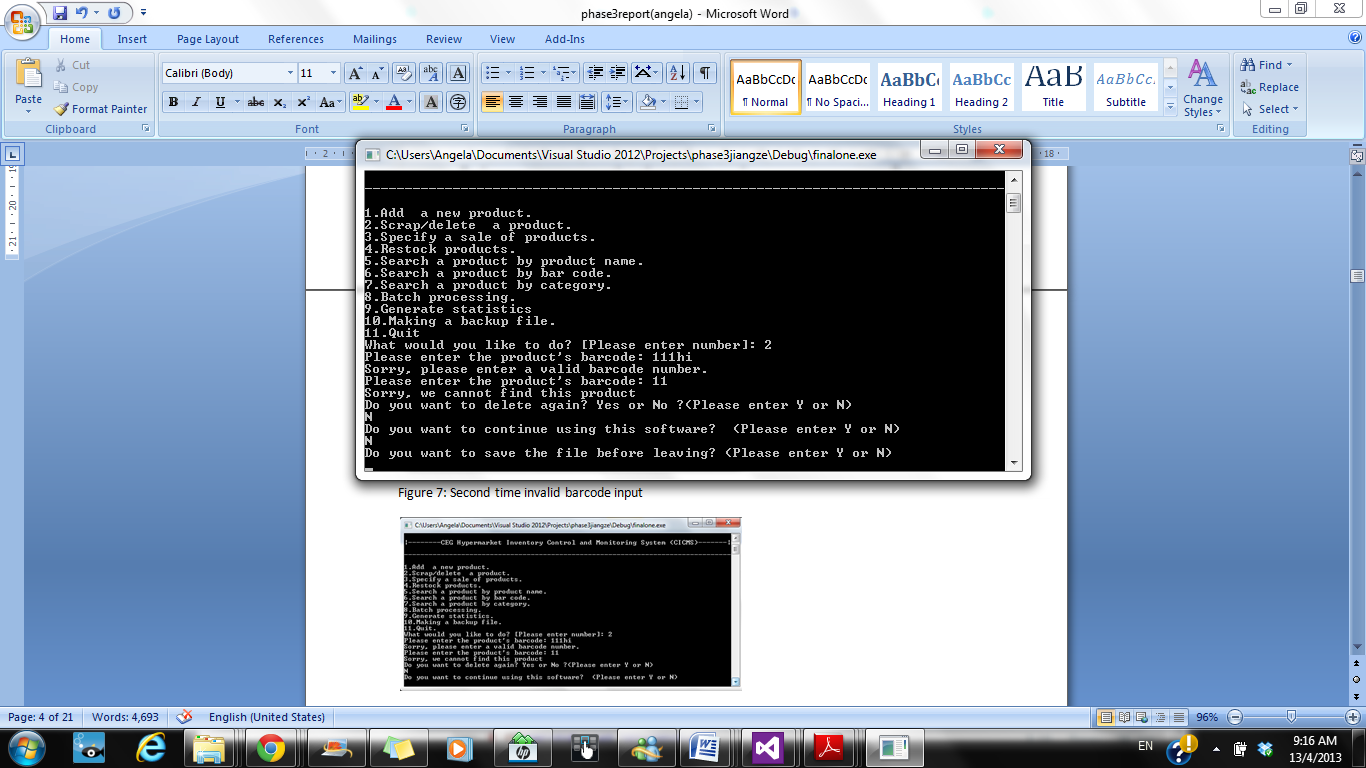 phase3report(angela) - Microsoft Word
Home Insert Page Layout References Mailings Review View Add-Ins
Paste
Cut
Copy
Format Painter
Clipboard
Calibri (Body) 11
Font
Paragraph
AaBbCcDc AaBbCcDc AaBbC AaBbCc AaB AaBbCc.
¶ Normal ¶ No Spaci... Heading 1 Heading 2 Title Subtitle
Change
Styles
Styles
Find
Replace
Select
Editing
C:\Users\Angela\Documents\Visual Studio 2012\Projects\phase3jiangze\Debug\finalone.exe
1.Add  a new product.
2.Scrap/delete  a product.
3.Specify a sale of products.
4.Restock products.
5.Search a product by product name.
6.Search a product by bar code.
7.Search a product by category.
8.Batch processing.
9.Generate statistics
10.Making a backup file.
11.Quit
What would you like to do? [Please enter number]: 2
Please enter the product's barcode: 111hi
Sorry, please enter a valid barcode number.
Please enter the product's barcode: 11
Sorry, we cannot find this product
Do you want to delete again? Yes or No ?(Please enter Y or N)
N
Do you want to continue using this software?  (Please enter Y or N)
N
Do you want to save the file before leaving? (Please enter Y or N)
Figure 7: Second time invalid barcode input
C:\Users\Angela\Documents\Visual Studio 2012\Projects\phase3jiangze\Debug\finalone.exe
|--------CEG Hypermarket Inventory Control and Monitoring System (CICMS)-------|
1.Add  a new product.
2.Scrap/delete  a product.
3.Specify a sale of products.
4.Restock products.
5.Search a product by product name.
6.Search a product by bar code.
7.Search a product by category.
8.Batch processing.
9.Generate statistics.
10.Making a backup file.
11.Quit.
What would you like to do? [Please enter number]: 2
Please enter the product's barcode: 111hi
Sorry, please enter a valid barcode number.
Please enter the product's barcode: 11
Sorry, we cannot find this product
Do you want to delete again? Yes or No ?(Please enter Y or N)
N
Do you want to continue using this software?  (Please enter Y or N)
Page: 4 of 21 Words: 4,693 English (United States) 96%
EN
9:16 AM
13/4/2013